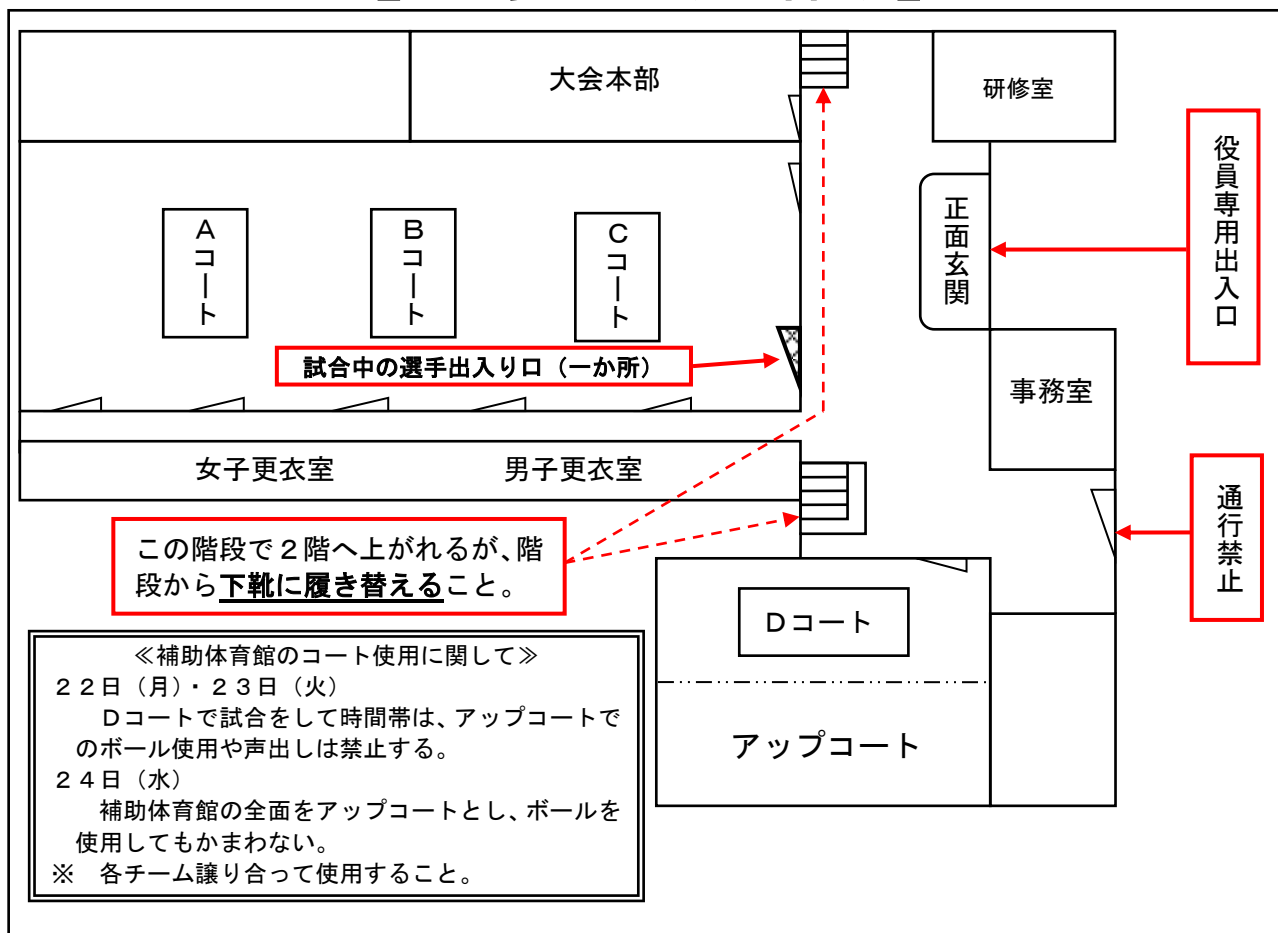 大会本部
研修室
役員専用出入口
正面玄関
Aコート
Bコート
Cコート
試合中の選手出入り口（一か所）
事務室
女子更衣室
男子更衣室
通行禁止
この階段で２階へ上がれるが、階
段から下靴に履き替えること。
Ｄコート
アップコート
≪補助体育館のコート使用に関して≫
２２日（月）・２３日（火）
Ｄコートで試合をして時間帯は、アップコートで
のボール使用や声出しは禁止する。
２４日（水）
補助体育館の全面をアップコートとし、ボールを
使用してもかまわない。
※　各チーム譲り合って使用すること。